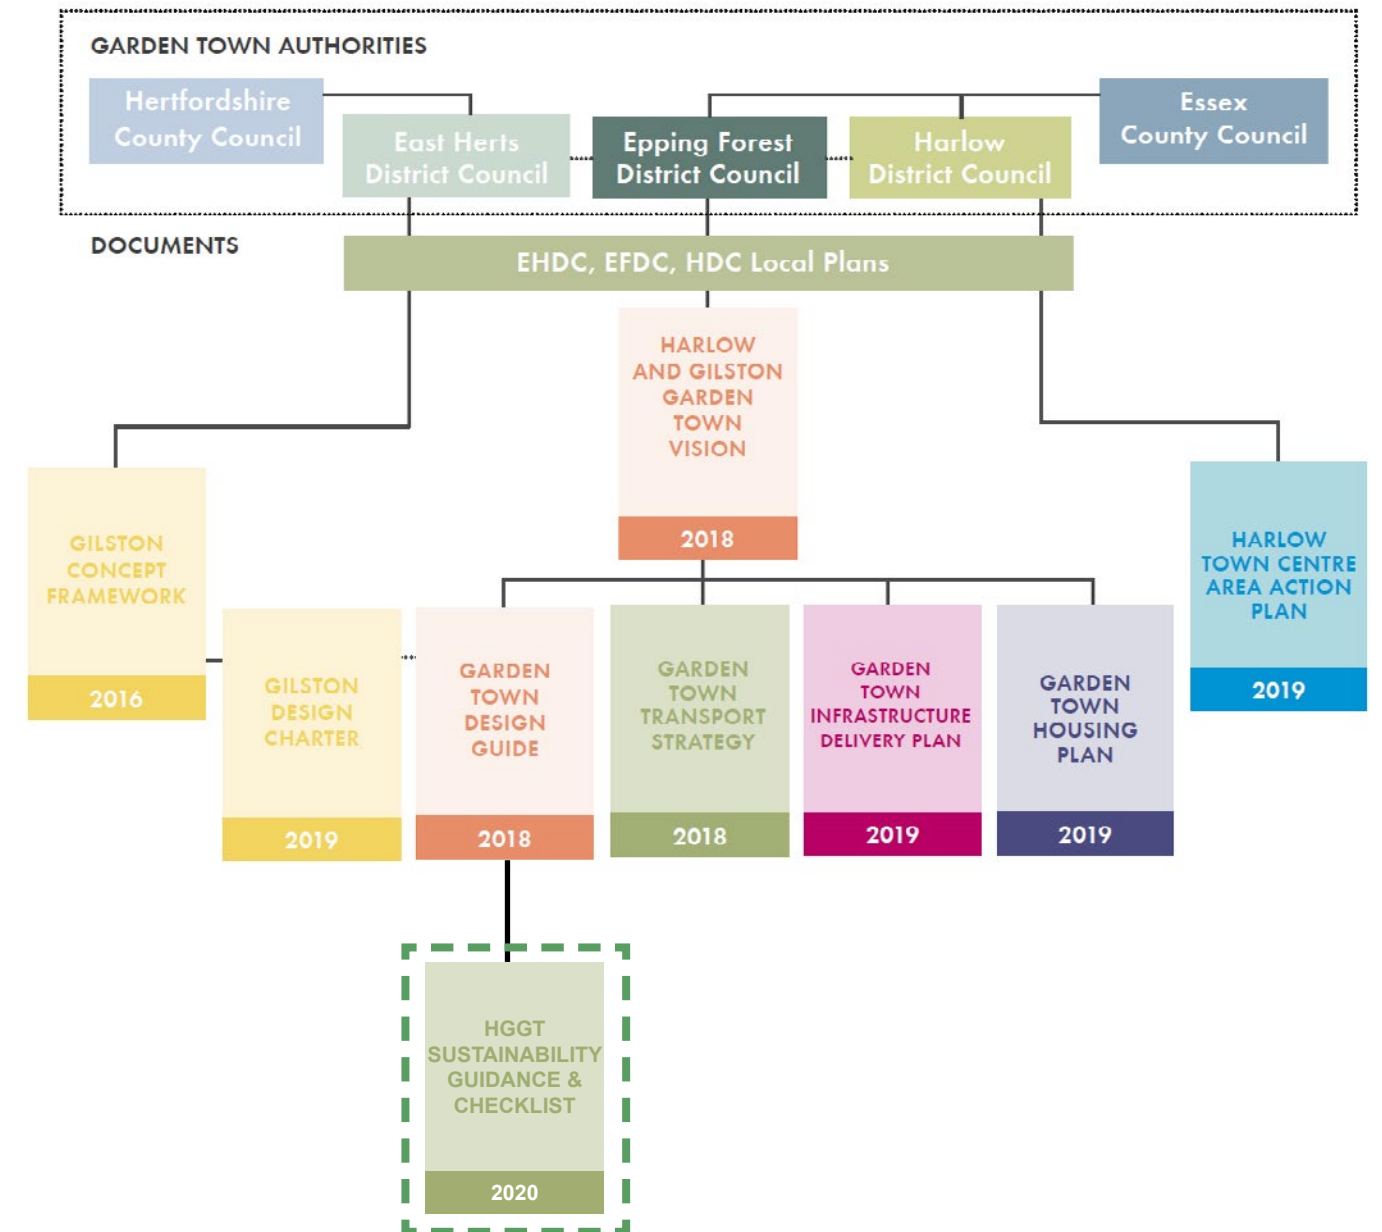 GARDEN TOWN AUTHORITIES
Hertfordshire
County Council
East Herts
District Council
Epping Forest
District Council
Harlow
District Council
Essex
County Council
DOCUMENTS
EHDC, EFDC, HDC Local Plans
HARLOW
AND GILSTON
GARDEN
TOWN
VISION
2018
GILSTON
CONCEPT
FRAMEWORK
2016
GILSTON
DESIGN
CHARTER
2019
GARDEN
TOWN
DESIGN
GUIDE
2018
GARDEN
TOWN
TRANSPORT
STRATEGY
2018
GARDEN
TOWN
INFRASTRUCTURE
DELIVERY PLAN
2019
GARDEN
TOWN
HOUSING
PLAN
2019
HARLOW
TOWN CENTRE
AREA ACTION
PLAN
2019
HGGT
SUSTAINABILITY
GUIDANCE &
CHECKLIST
2020